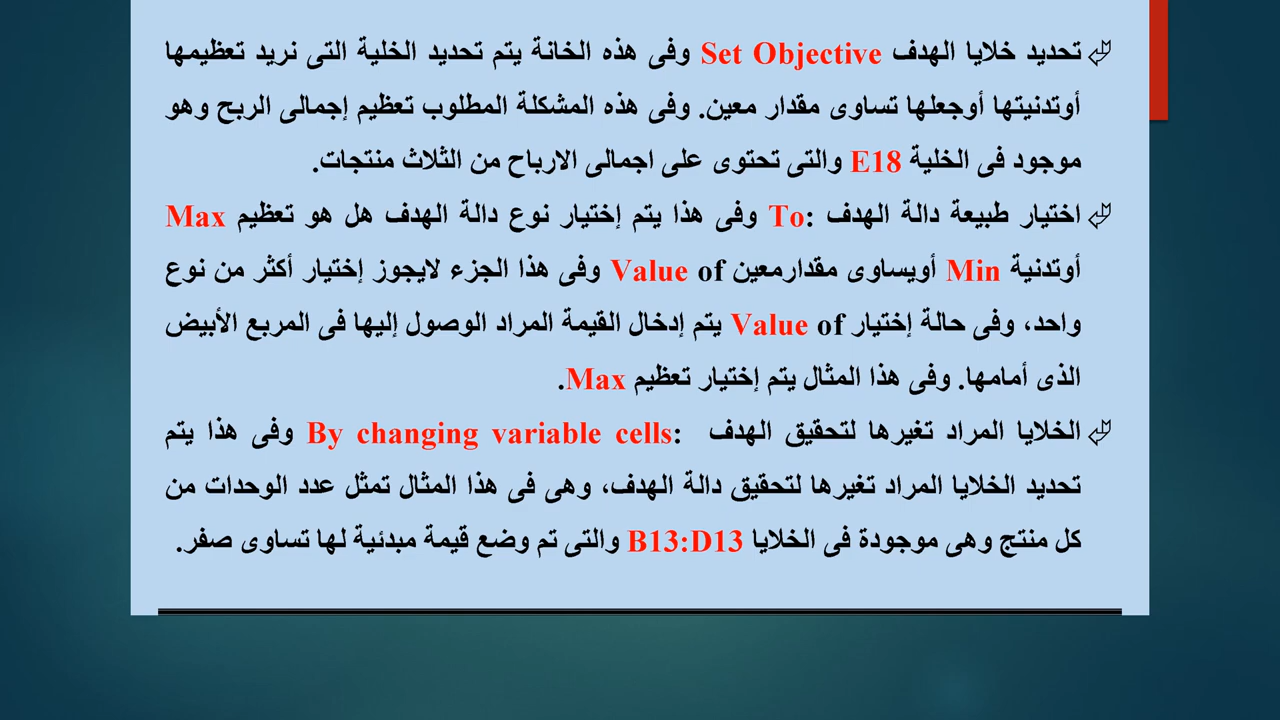 تحديد خلايا الهدف Set Objective وفى هذه الخانة يتم تحديد الخلية التى نريد تعظيمها
أوتدنيتها أوجعلها تساوى مقدار معين. وفى هذه المشكلة المطلوب تعظيم إجمالى الربح وهو
موجود فى الخلية E18 والتى تحتوى على اجمالى الارباح من الثلاث منتجات.
اختيار طبيعة دالة الهدف To: وفى هذا يتم إختيار نوع دالة الهدف هل هو تعظيم Max
أوتدنية Min أويساوى مقدارمعين Value of وفى هذا الجزء لايجوز إختيار أكثر من نوع
واحد، وفى حالة إختيار Value of يتم إدخال القيمة المراد الوصول إليها فى المربع الأبيض
الذى أمامها. وفى هذا المثال يتم إختيار تعظيم Max.
الخلايا المراد تغيرها لتحقيق الهدف By changing variable cells: وفى هذا يتم
تحديد الخلايا المراد تغيرها لتحقيق دالة الهدف، وهى فى هذا المثال تمثل عدد الوحدات من
كل منتج وهى موجودة فى الخلايا B13:D13 والتى تم وضع قيمة مبدئية لها تساوى صفر.